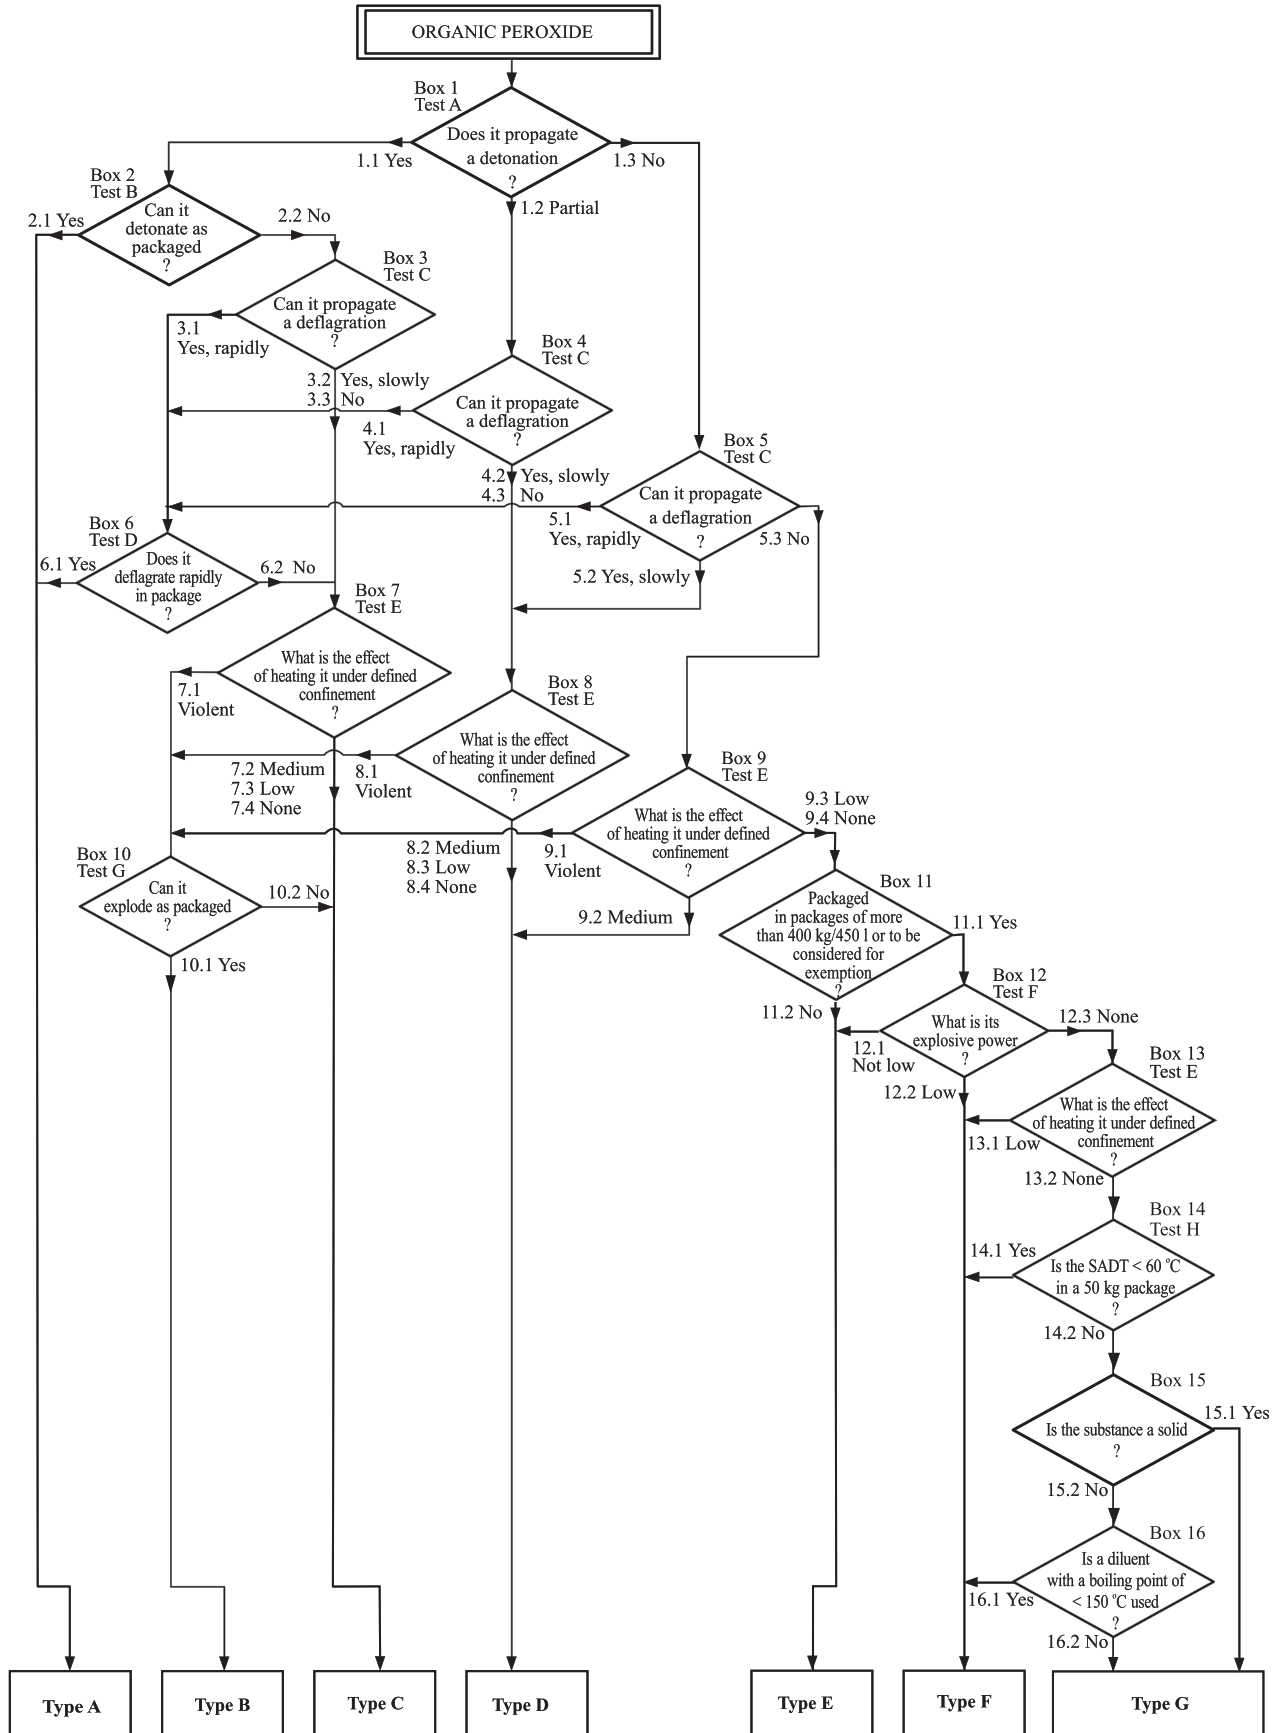 ORGANIC PEROXIDE
Box 1
Test A
Does it propagate
a detonation
?
1.1 Yes
1.3 No
1.2 Partial
Box 2
Test B
Can it
detonate as
packaged
?
2.1 Yes
2.2 No
Box 3
Test C
Can it propagate
a deflagration
?
3.1
Yes, rapidly
3.2 Yes, slowly
3.3 No
Box 4
Test C
Can it propagate
a deflagration
?
4.1
Yes, rapidly
4.2 Yes, slowly
4.3 No
Box 5
Test C
Can it propagate
a deflagration
?
5.1
Yes, rapidly
5.3 No
5.2 Yes, slowly
Box 6
Test D
Does it
deflagrate rapidly
in package
?
6.1 Yes
6.2 No
Box 7
Test E
What is the effect
of heating it under defined
confinement
?
7.1
Violent
7.2 Medium
7.3 Low
7.4 None
Box 8
Test E
What is the effect
of heating it under defined
confinement
?
8.1
Violent
8.2 Medium
8.3 Low
8.4 None
Box 9
Test E
What is the effect
of heating it under defined
confinement
?
9.1
Violent
9.3 Low
9.4 None
9.2 Medium
Box 10
Test G
Can it
explode as packaged
?
10.2 No
10.1 Yes
Box 11
Packaged
in packages of more
than 400 kg/450 l or to be
considered for
exemption
?
11.1 Yes
11.2 No
Box 12
Test F
What is its
explosive power
?
12.1
Not low
12.3 None
12.2 Low
Box 13
Test E
What is the effect
of heating it under defined
confinement
?
13.1 Low
13.2 None
Box 14
Test H
14.1 Yes
Is the SADT < 60 °C
in a 50 kg package
?
14.2 No
Box 15
15.1 Yes
Is the substance a solid
?
15.2 No
Box 16
Is a diluent
with a boiling point of
< 150 °C used
?
16.1 Yes
16.2 No
Type A
Type B
Type C
Type D
Type E
Type F
Type G